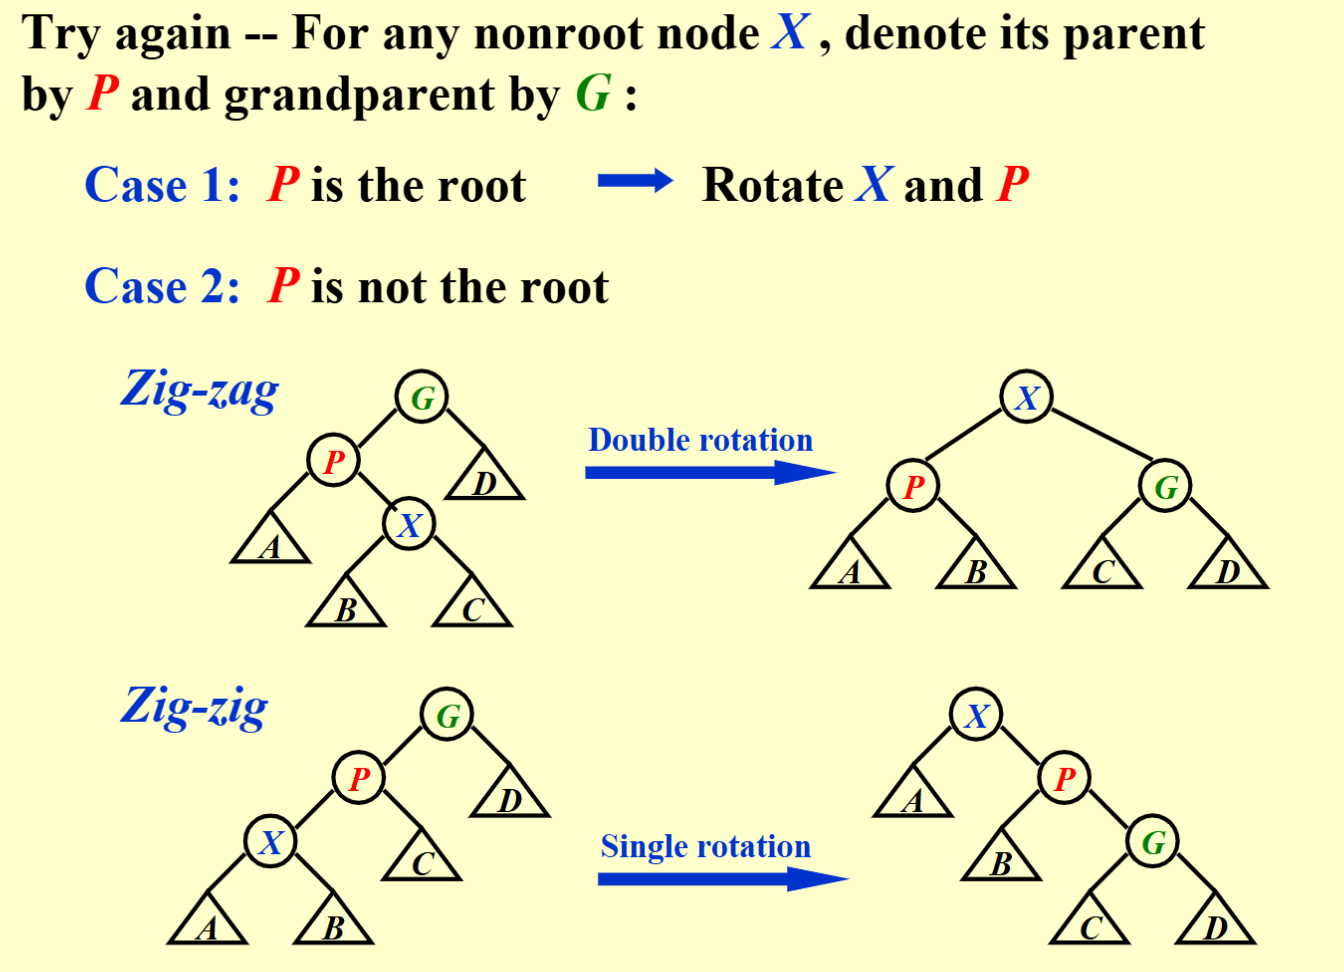 Try again -- For any nonroot node X , denote its parent
by P and grandparent by G :
Case 1: P is the root Rotate X and P
Case 2: P is not the root
Zig-zag
G
P
D
X
A
B
C
Double rotation
X
P
G
A
B
C
D
Zig-zig
G
P
D
X
C
A
B
Single rotation
X
A
P
B
G
C
D